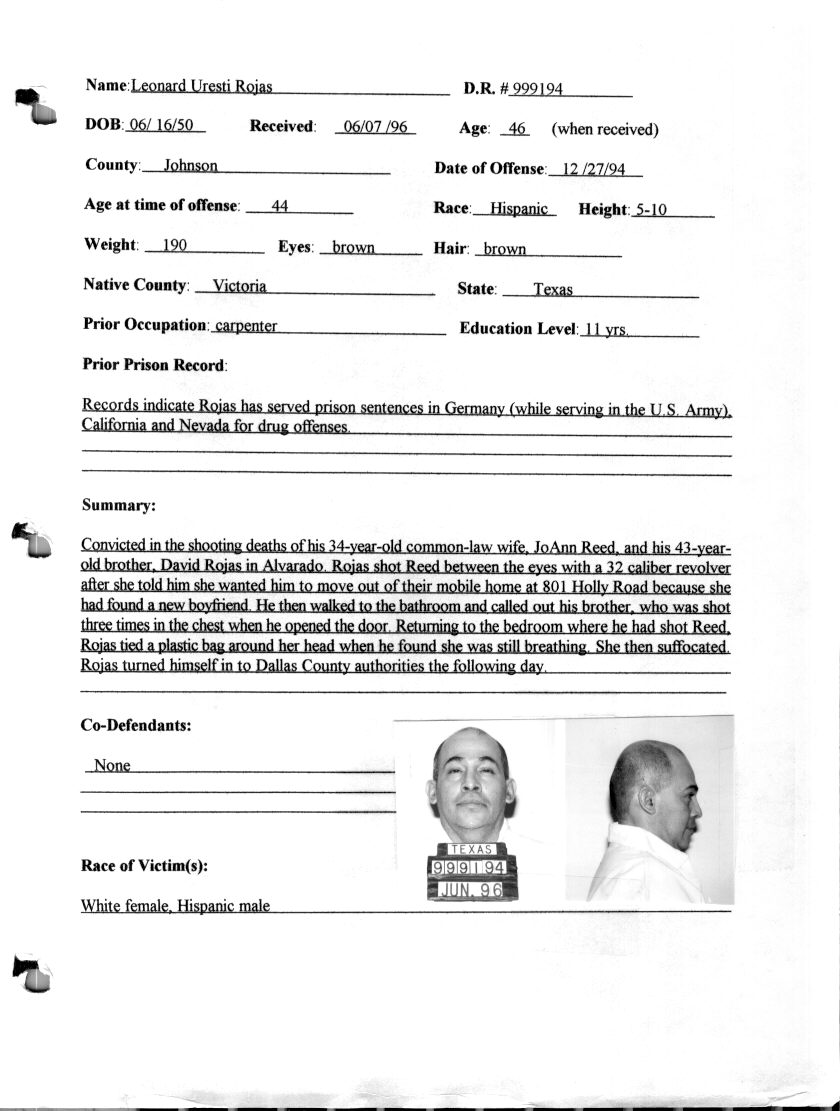 Name: Leonard Uresti Rojas D.R. # 999194
DOB: 06/ 16/50 Received: 06/07 /96 Age: 46 (when received)
County: Johnson Date of Offense: 12 /27/94
Age at time of offense: 44 Race: Hispanic Height: 5-10
Weight: 190 Eyes: brown Hair: brown
Native County: Victoria State: Texas
Prior Occupation: carpenter Education Level: 11 yrs.
Prior Prison Record:
Records indicate Rojas has served prison sentences in Germany (while serving in the U.S. Army),
California and Nevada for drug offenses.
Summary:
Convicted in the shooting deaths of his 34-year-old common-law wife, JoAnn Reed, and his 43-year-
old brother, David Rojas in Alvarado. Rojas shot Reed between the eyes with a 32 caliber revolver
after she told him she wanted him to move out of their mobile home at 801 Holly Road because she
had found a new boyfriend. He then walked to the bathroom and called out his brother, who was shot
three times in the chest when he opened the door. Returning to the bedroom where he had shot Reed,
Rojas tied a plastic bag around her head when he found she was still breathing. She then suffocated.
Rojas turned himself in to Dallas County authorities the following day.
Co-Defendants:
None
TEXAS
999194
JUN. 96
Race of Victim(s):
White female, Hispanic male